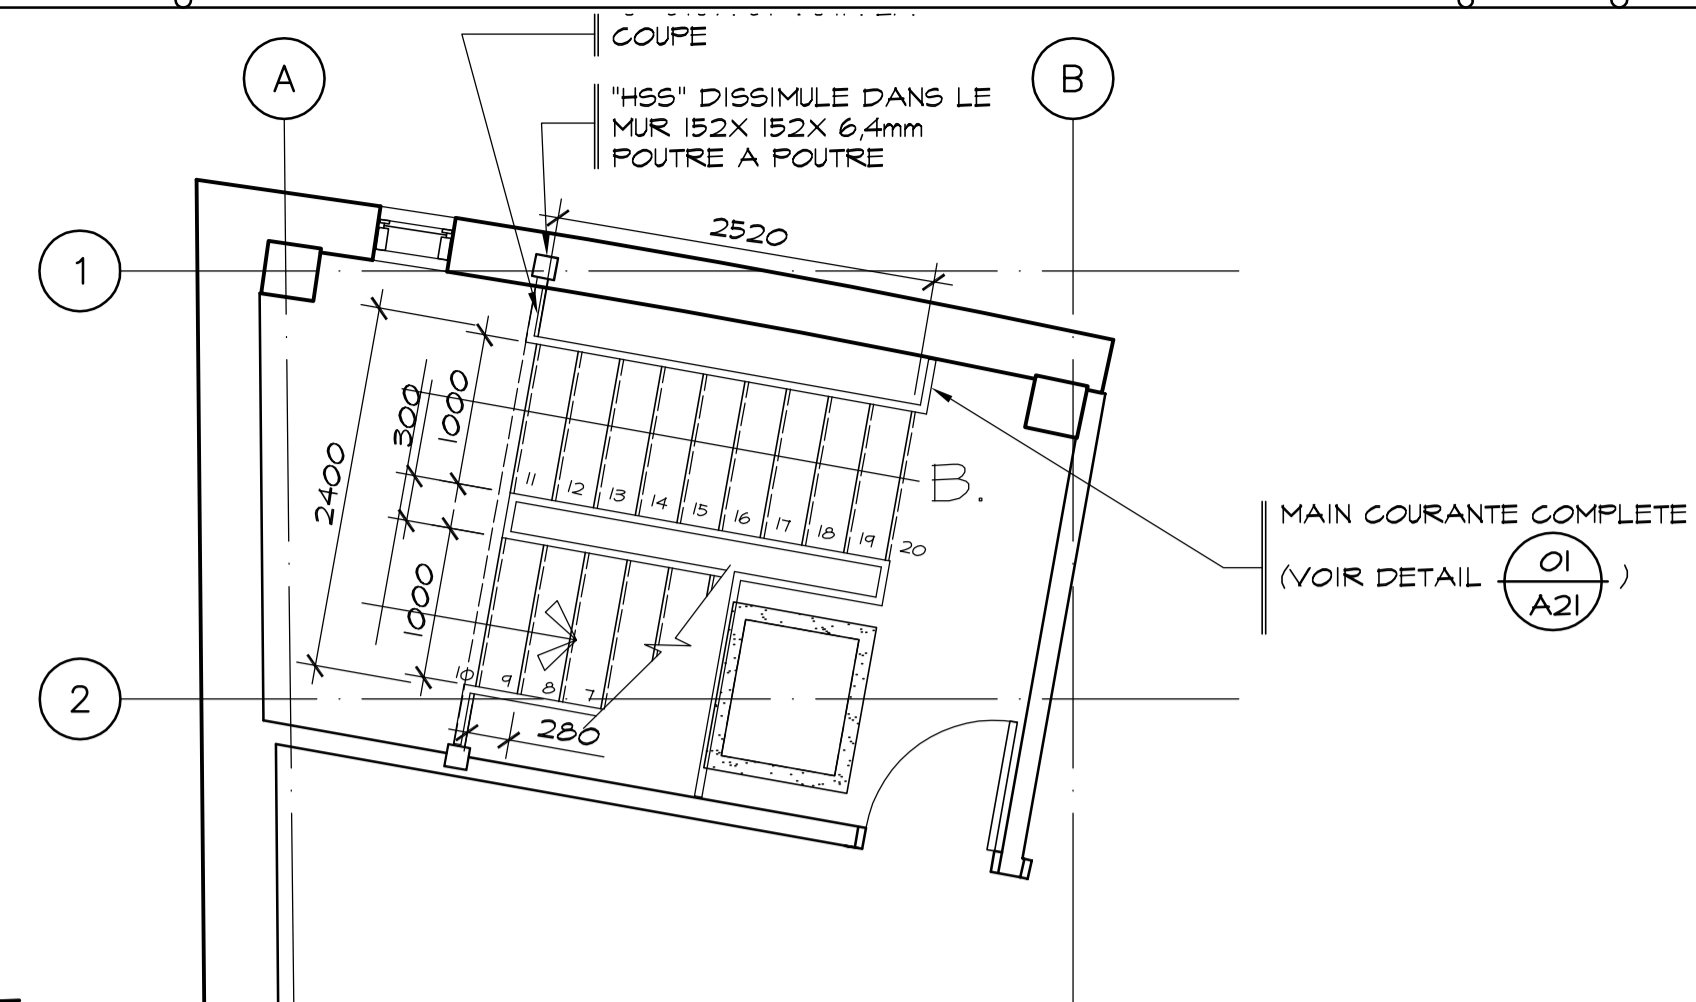 COUPE
A
B
"HSS" DISSIMULE DANS LE
MUR 152X 152X 6,4mm
POUTRE A POUTRE
2520
1
300
1000
2400
B.
11
12
13
14
15
16
17
18
19
20
MAIN COURANTE COMPLETE
(VOIR DETAIL 01 )
A21
1000
10
9
8
7
2
280